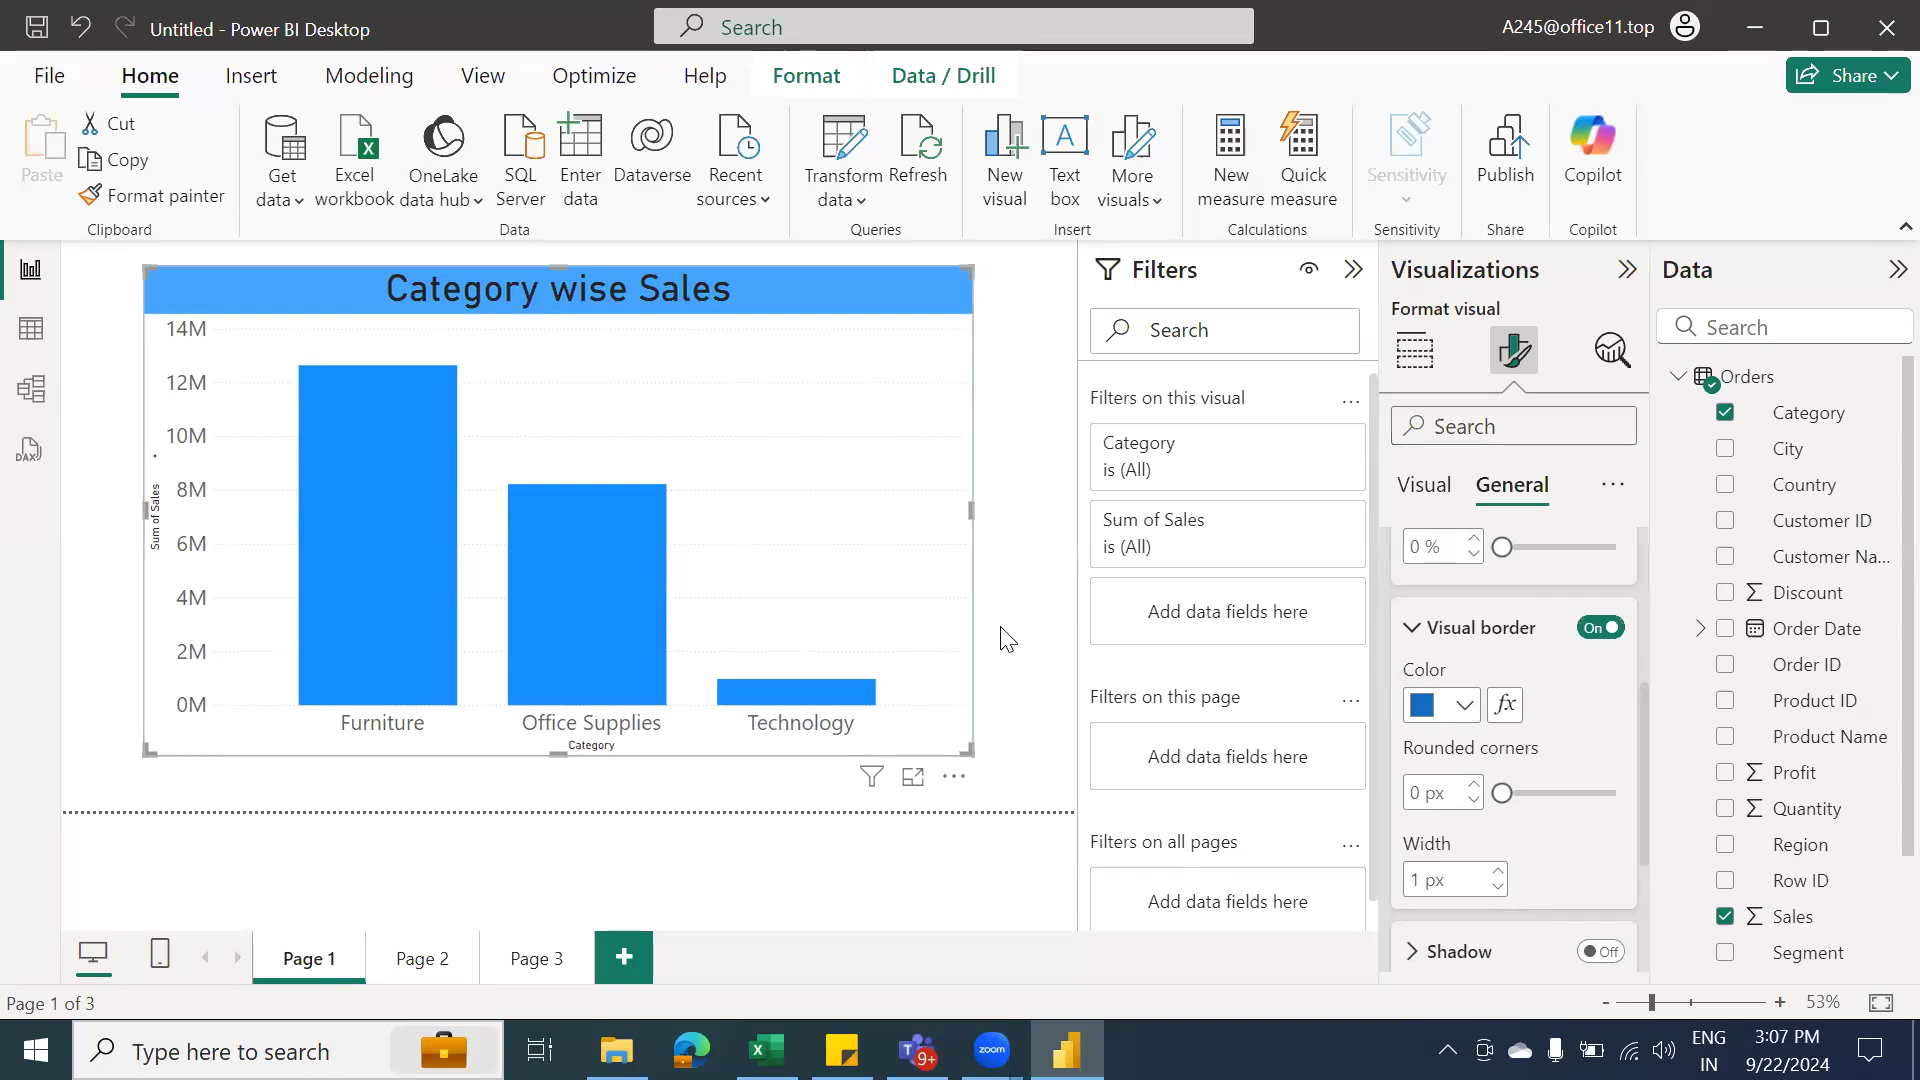 Untitled - Power BI Desktop
Search
A245@office11.top
File
Home
Insert
Modeling
View
Optimize
Help
Format
Data / Drill
Share
Paste
Cut
Copy
Format painter
Clipboard
Get data
Excel workbook
OneLake data hub
SQL Server
Enter data
Dataverse
Recent sources
Data
Transform data
Refresh
Queries
New visual
Text box
More visuals
Insert
New measure
Quick measure
Calculations
Sensitivity
Sensitivity
Publish
Share
Copilot
Copilot
DAX
Category wise Sales
14M
12M
10M
8M
6M
4M
2M
0M
Sum of Sales
Furniture
Office Supplies
Technology
Category
Filters
Search
Filters on this visual
Category
is (All)
Sum of Sales
is (All)
Add data fields here
Filters on this page
Add data fields here
Filters on all pages
Add data fields here
Visualizations
Format visual
Search
Visual
General
0 %
Visual border
On
Color
fx
Rounded corners
0 px
Width
1 px
Shadow
Off
Data
Search
Orders
Category
City
Country
Customer ID
Customer Na...
Discount
Order Date
Order ID
Product ID
Product Name
Profit
Quantity
Region
Row ID
Sales
Segment
Page 1
Page 2
Page 3
Page 1 of 3
53%
Type here to search
9+
zoom
ENG
IN
3:07 PM
9/22/2024